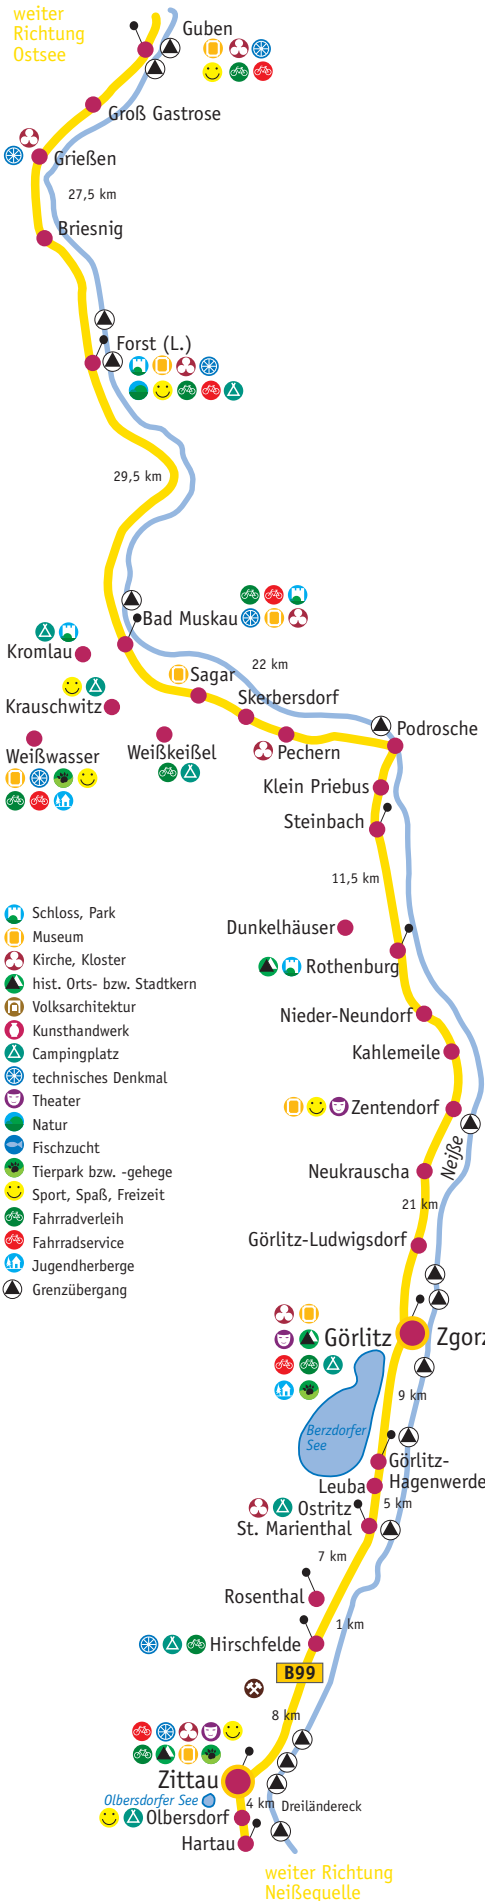 weiter
Richtung
Ostsee
Guben
Groß Gastrose
Grießen
27,5 km
Briesnig
Forst (L.)
29,5 km
Bad Muskau
Kromlau
22 km
Sagar
Krauschwitz
Skerbersdorf
Podrosche
Weißwasser
Weißkeißel
Pechern
Klein Priebus
Steinbach
11,5 km
Schloss, Park
Museum
Kirche, Kloster
hist. Orts- bzw. Stadtkern
Volksarchitektur
Kunsthandwerk
Campingplatz
technisches Denkmal
Theater
Natur
Fischzucht
Tierpark bzw. -gehege
Sport, Spaß, Freizeit
Fahrradverleih
Fahrradservice
Jugendherberge
Grenzübergang
Dunkelhäuser
Rothenburg
Nieder-Neundorf
Kahlemeile
Zentendorf
Neiße
Neukrauscha
21 km
Görlitz-Ludwigsdorf
Görlitz
Zgorz
9 km
Berzdorfer
See
Görlitz-
Hagenwerde
Leuba
5 km
Ostritz
St. Marienthal
7 km
Rosenthal
1 km
Hirschfelde
B99
8 km
Zittau
Olbersdorfer See
4 km
Dreiländereck
Olbersdorf
Hartau
weiter Richtung
Neißequelle